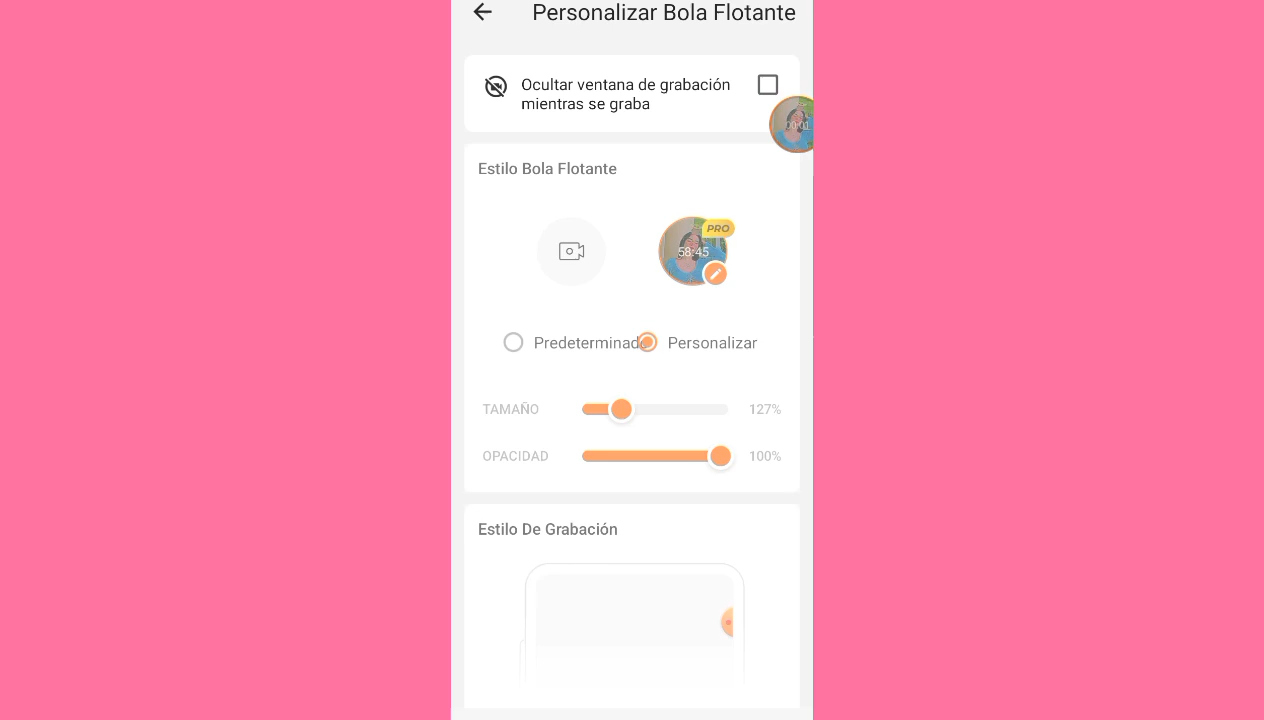 Personalizar Bola Flotante
Ocultar ventana de grabación
mientras se graba
00:01
Estilo Bola Flotante
PRO
58:45
Predeterminado
Personalizar
TAMAÑO
127%
OPACIDAD
100%
Estilo De Grabación